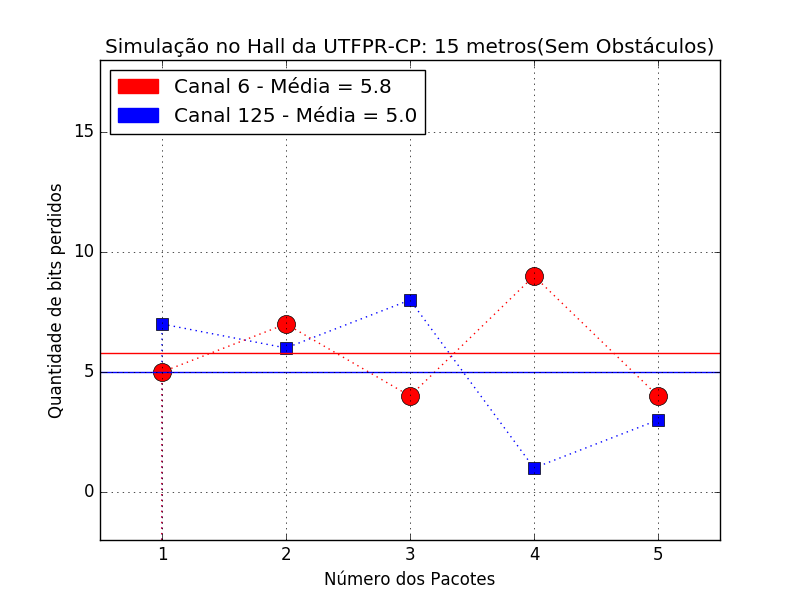 Simulação no Hall da UTFPR-CP: 15 metros(Sem Obstáculos)
Canal 6 - Média = 5.8
Canal 125 - Média = 5.0
Quantidade de bits perdidos
15
10
5
0
1 2 3 4 5
Número dos Pacotes